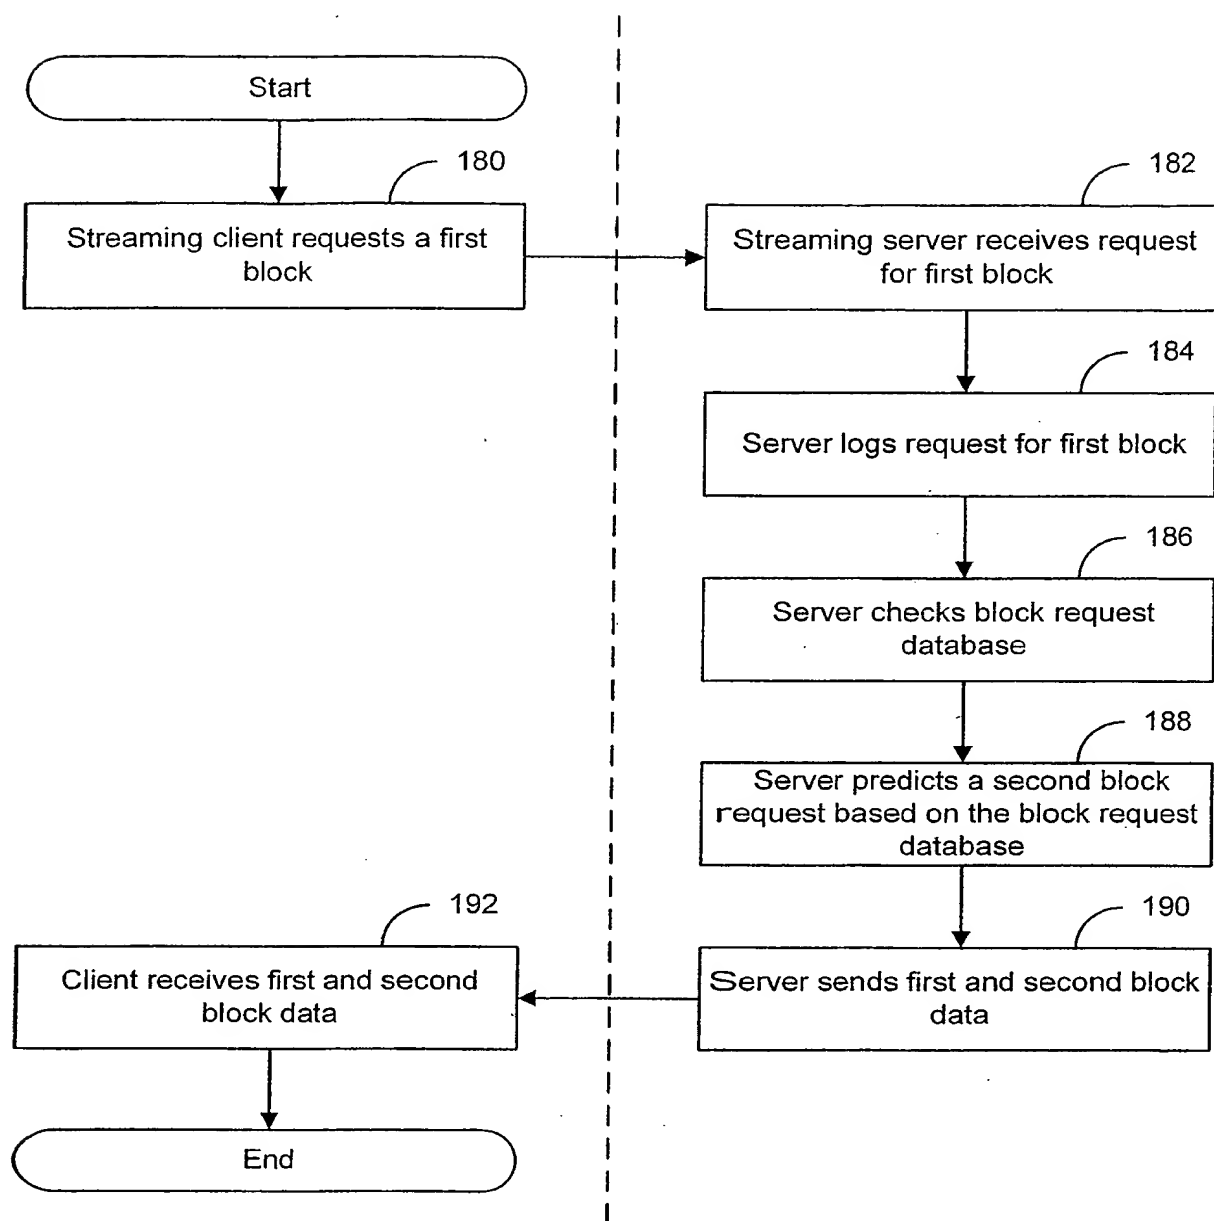 Start
180
Streaming client requests a first
block
182
Streaming server receives request
for first block
184
Server logs request for first block
186
Server checks block request
database
188
Server predicts a second block
request based on the block request
database
190
Server sends first and second block
data
192
Client receives first and second
block data
End